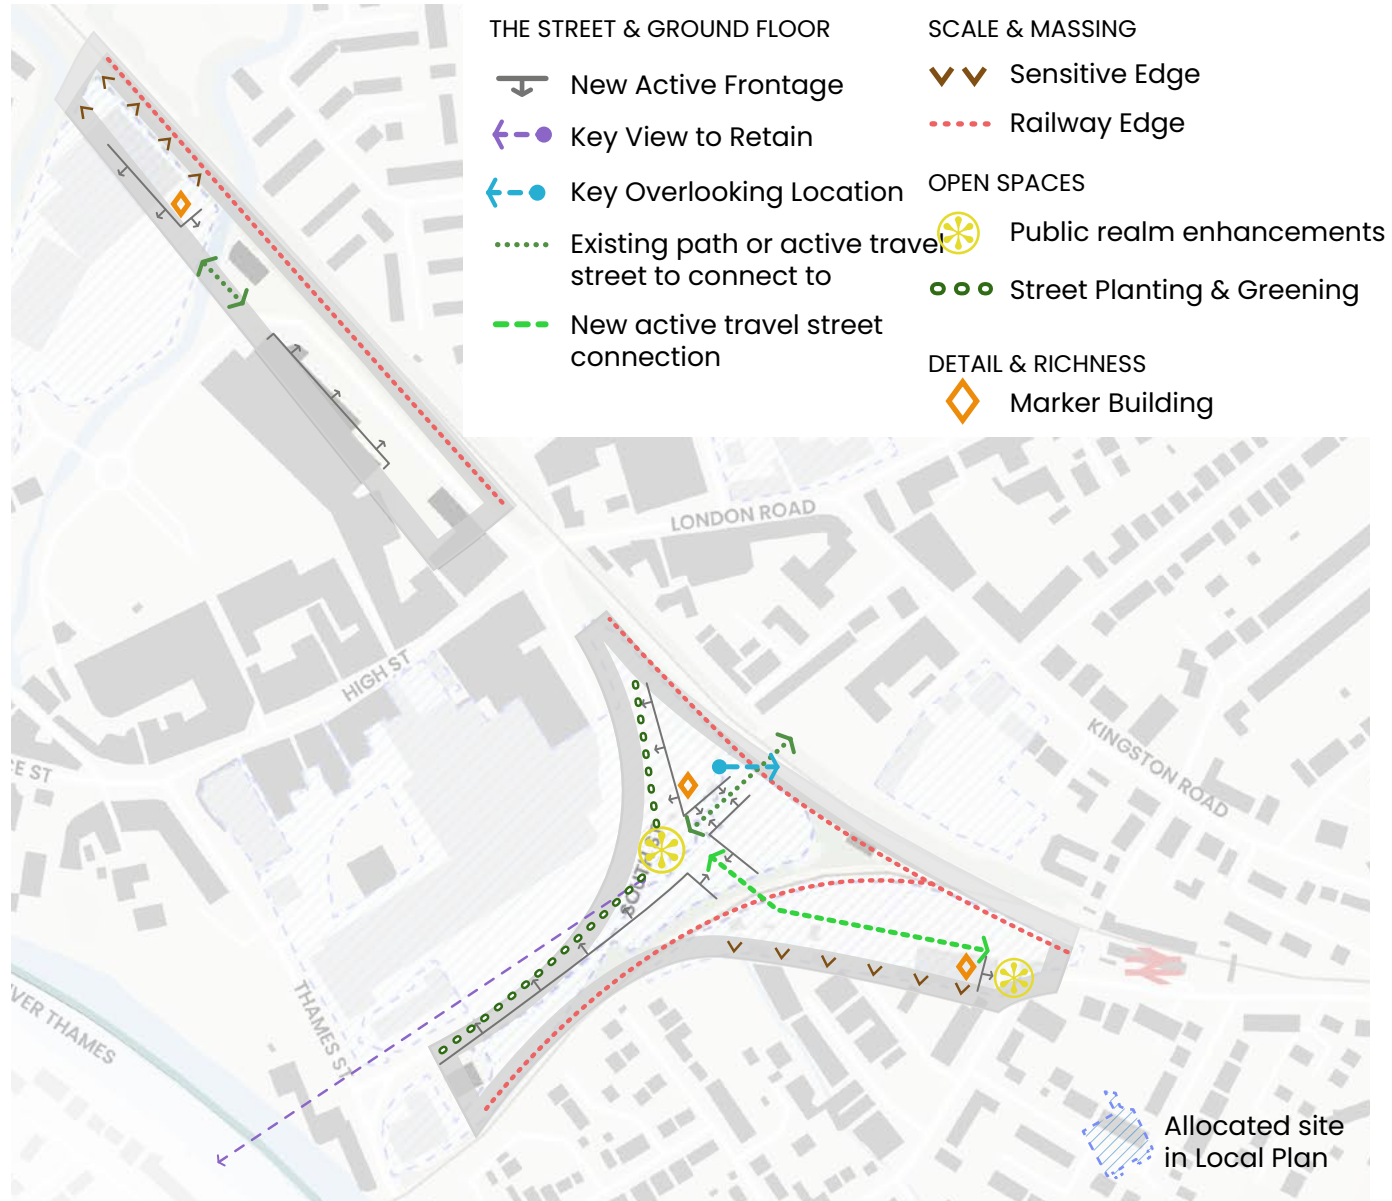 THE STREET & GROUND FLOOR
New Active Frontage
Key View to Retain
Key Overlooking Location
Existing path or active travel
street to connect to
New active travel street
connection
SCALE & MASSING
Sensitive Edge
Railway Edge
OPEN SPACES
Public realm enhancements
Street Planting & Greening
DETAIL & RICHNESS
Marker Building
LONDON ROAD
HIGH ST
KINGSTON ROAD
CE ST
THAMES ST
VER THAMES
Allocated site
in Local Plan